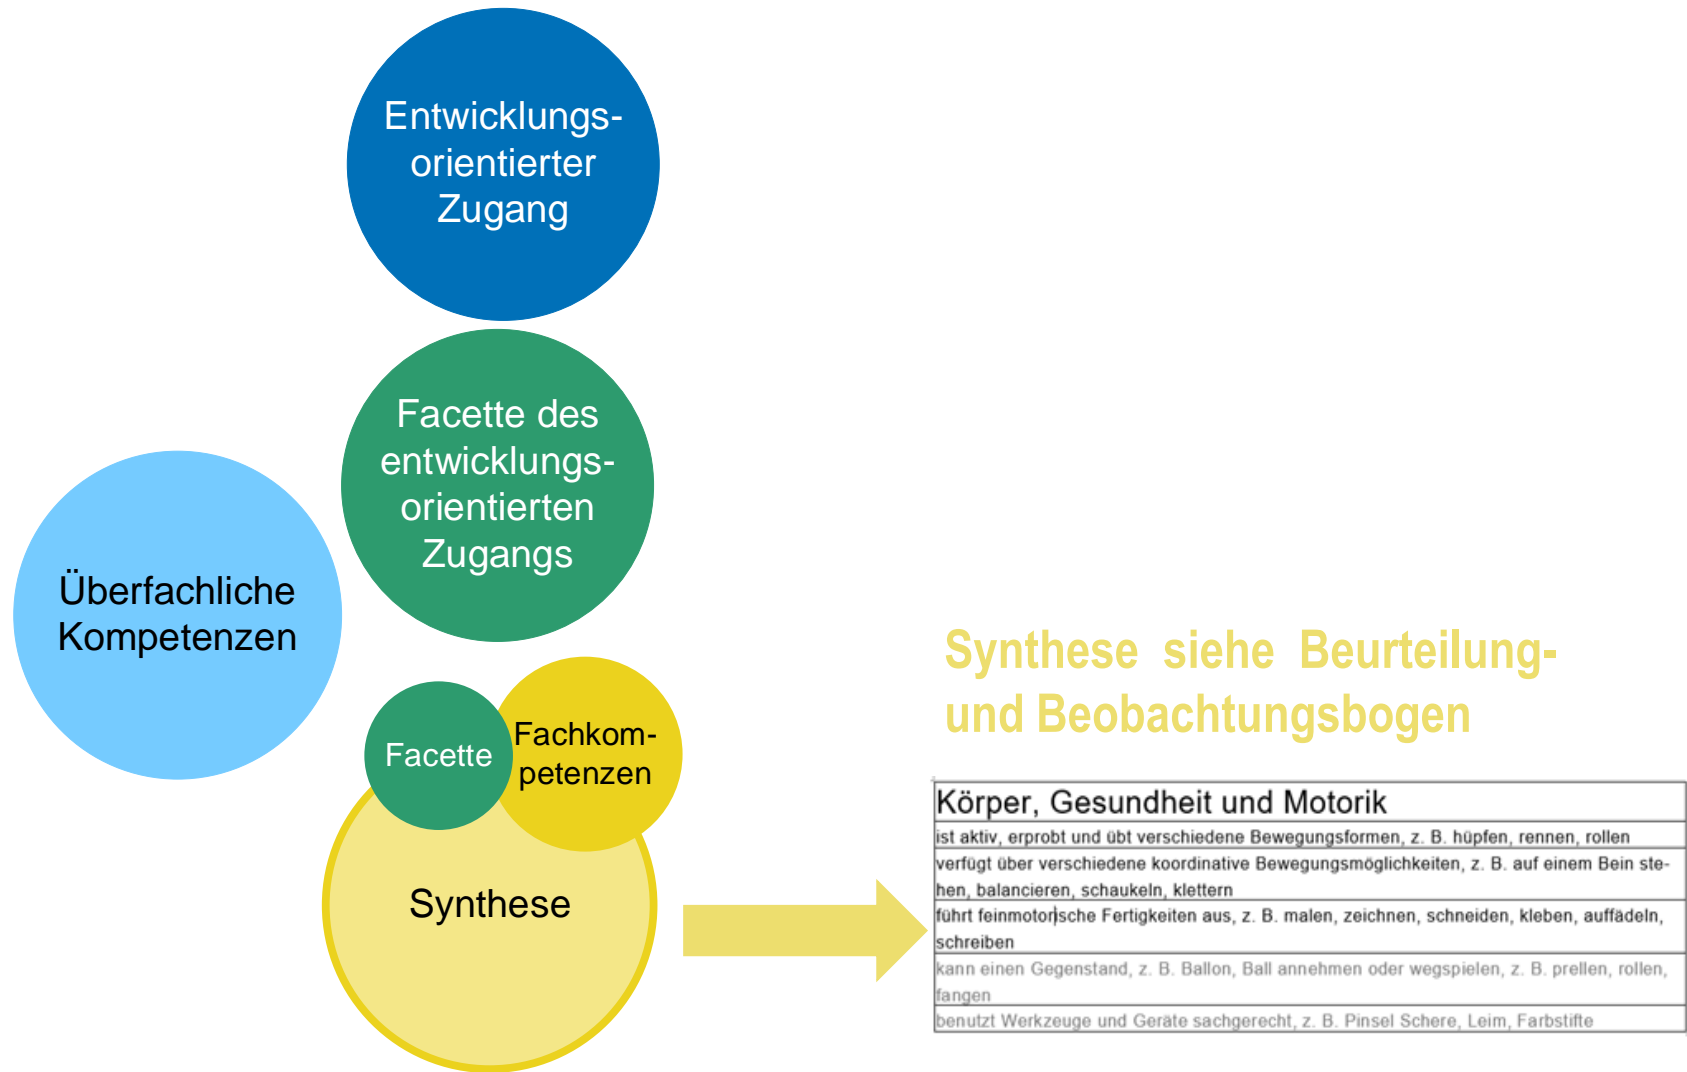 Entwicklungs-
orientierter
Zugang
Facette des
entwicklungs-
orientierten
Zugangs
Überfachliche
Kompetenzen
Facette
Fachkom-
petenzen
Synthese
Synthese siehe Beurteilung-
und Beobachtungsbogen
Körper, Gesundheit und Motorik
ist aktiv, erprobt und übt verschiedene Bewegungsformen, z. B. hüpfen, rennen, rollen
verfügt über verschiedene koordinative Bewegungsmöglichkeiten, z. B. auf einem Bein ste-
hen, balancieren, schaukeln, klettern
führt feinmotorische Fertigkeiten aus, z. B. malen, zeichnen, schneiden, kleben, auffädeln,
schreiben
kann einen Gegenstand, z. B. Ballon, Ball annehmen oder wegspielen, z. B. prellen, rollen,
fangen
benutzt Werkzeuge und Geräte sachgerecht, z. B. Pinsel Schere, Leim, Farbstifte